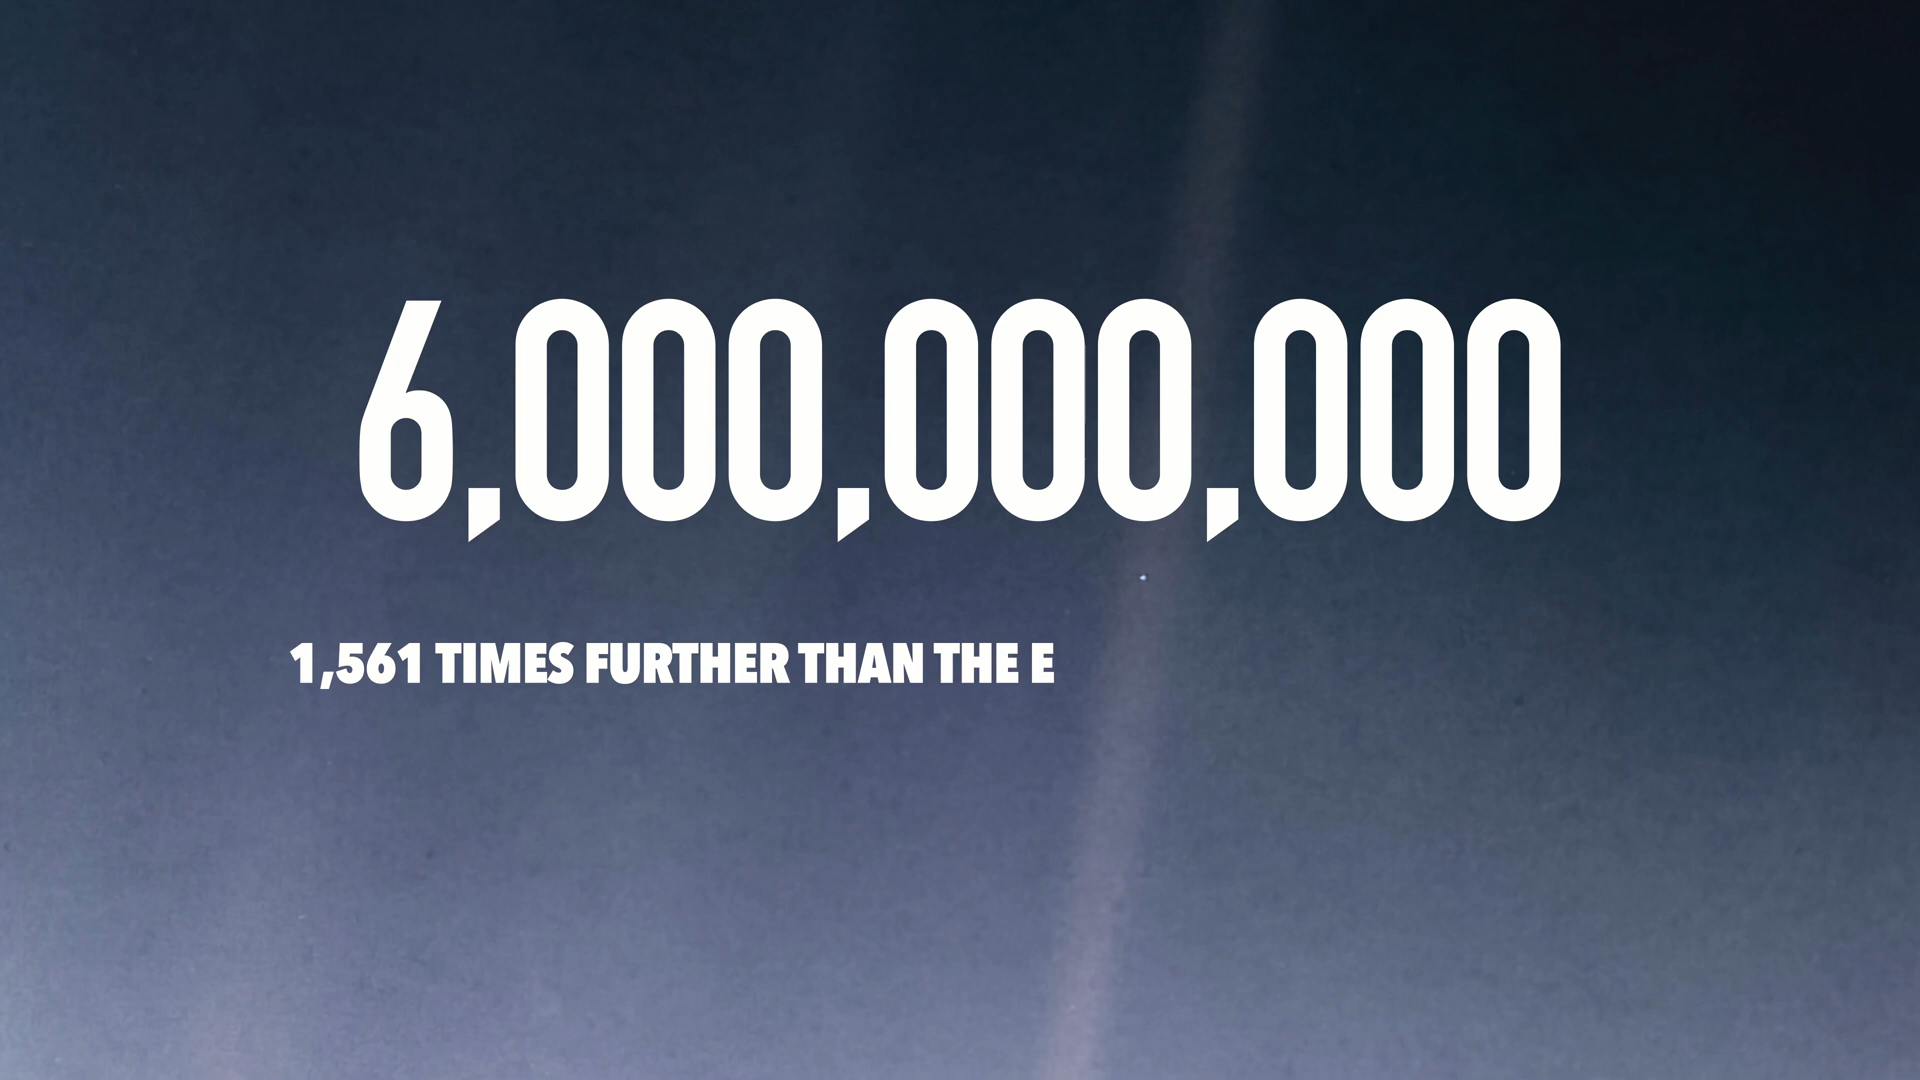 6,000,000,000
1,561 TIMES FURTHER THAN THE E